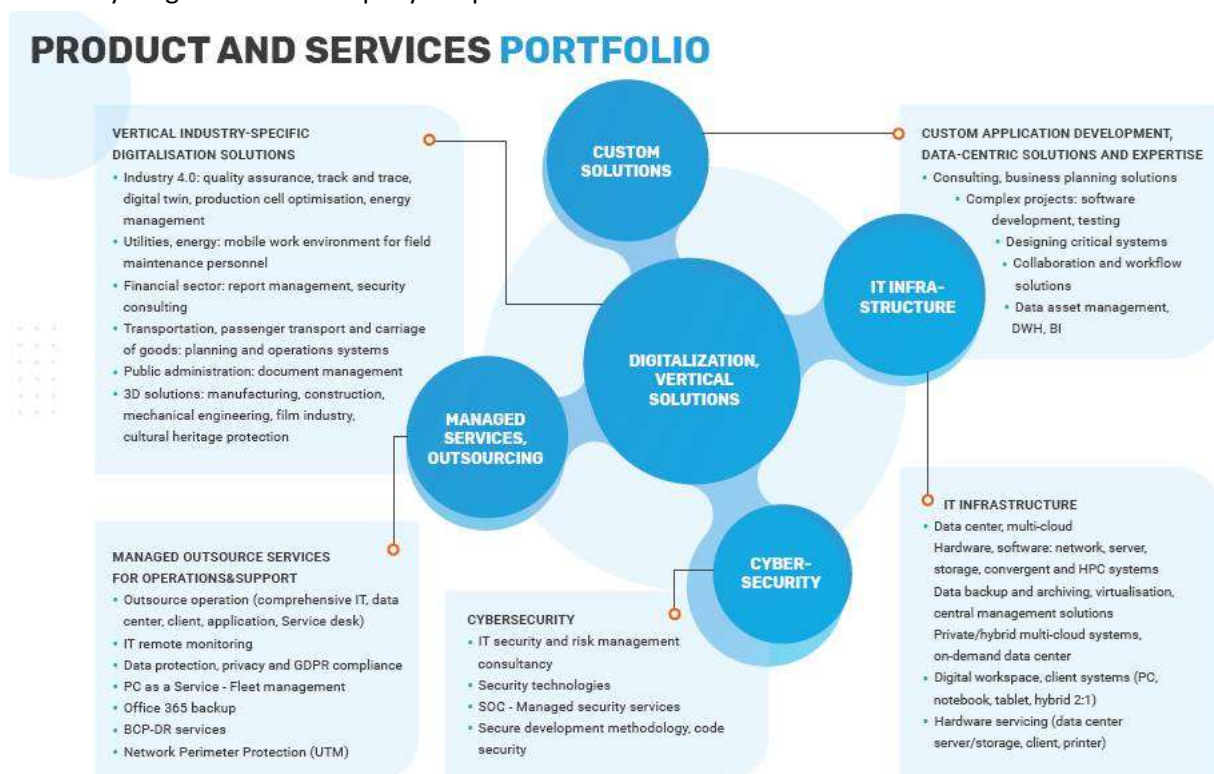 PRODUCT AND SERVICES PORTFOLIO
VERTICAL INDUSTRY-SPECIFIC
DIGITALISATION SOLUTIONS
• Industry 4.0: quality assurance, track and trace,
digital twin, production cell optimisation, energy
management
• Utilities, energy: mobile work environment for field
maintenance personnel
• Financial sector: report management, security
consulting
• Transportation, passenger transport and carriage
of goods: planning and operations systems
• Public administration: document management
• 3D solutions: manufacturing, construction,
mechanical engineering, film industry,
cultural heritage protection
CUSTOM
SOLUTIONS
CUSTOM APPLICATION DEVELOPMENT,
DATA-CENTRIC SOLUTIONS AND EXPERTISE
• Consulting, business planning solutions
• Complex projects: software
development, testing
• Designing critical systems
• Collaboration and workflow
solutions
• Data asset management,
DWH, BI
IT INFRA-
STRUCTURE
DIGITALIZATION,
VERTICAL
SOLUTIONS
MANAGED
SERVICES,
OUTSOURCING
CYBER-
SECURITY
MANAGED OUTSOURCE SERVICES
FOR OPERATIONS&SUPPORT
• Outsource operation (comprehensive IT, data
center, client, application, Service desk)
• IT remote monitoring
• Data protection, privacy and GDPR compliance
• PC as a Service - Fleet management
• Office 365 backup
• BCP-DR services
• Network Perimeter Protection (UTM)
CYBERSECURITY
• IT security and risk management
consultancy
• Security technologies
• SOC - Managed security services
• Secure development methodology, code
security
IT INFRASTRUCTURE
• Data center, multi-cloud
Hardware, software: network, server,
storage, convergent and HPC systems
Data backup and archiving, virtualisation,
central management solutions
Private/hybrid multi-cloud systems,
on-demand data center
• Digital workspace, client systems (PC,
notebook, tablet, hybrid 2:1)
• Hardware servicing (data center
server/storage, client, printer)